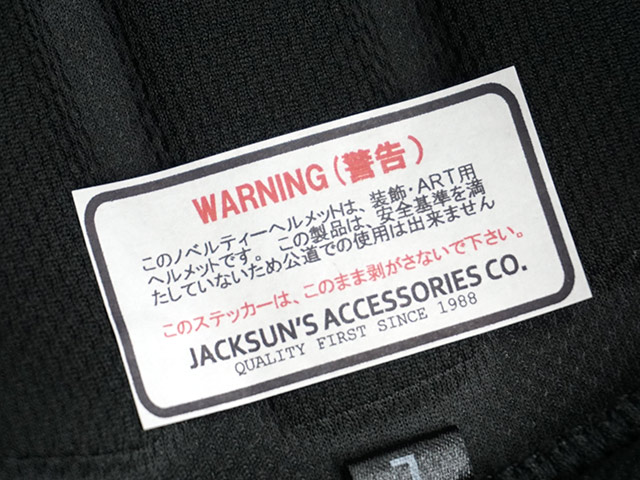 WARNING(警告)
このノベルティーヘルメットは、装飾・ART用
ヘルメットです。この製品は、安全基準を満
たしていないため公道での使用は出来ません
このステッカーは、このまま剥がさないで下さい。
JACKSUN'S ACCESSORIES CO.
QUALITY FIRST SINCE 1988